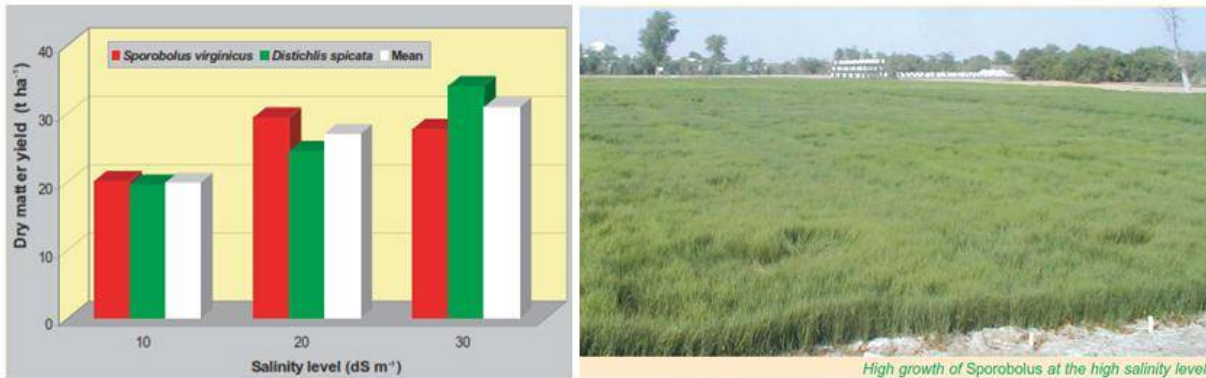 40
30
20
10
0
Dry matter yield (t ha⁻¹)
Sporobolus virginicus Distichlis spicata Mean
10 20 30
Salinity level (dS m⁻¹)
High growth of Sporobolus at the high salinity level